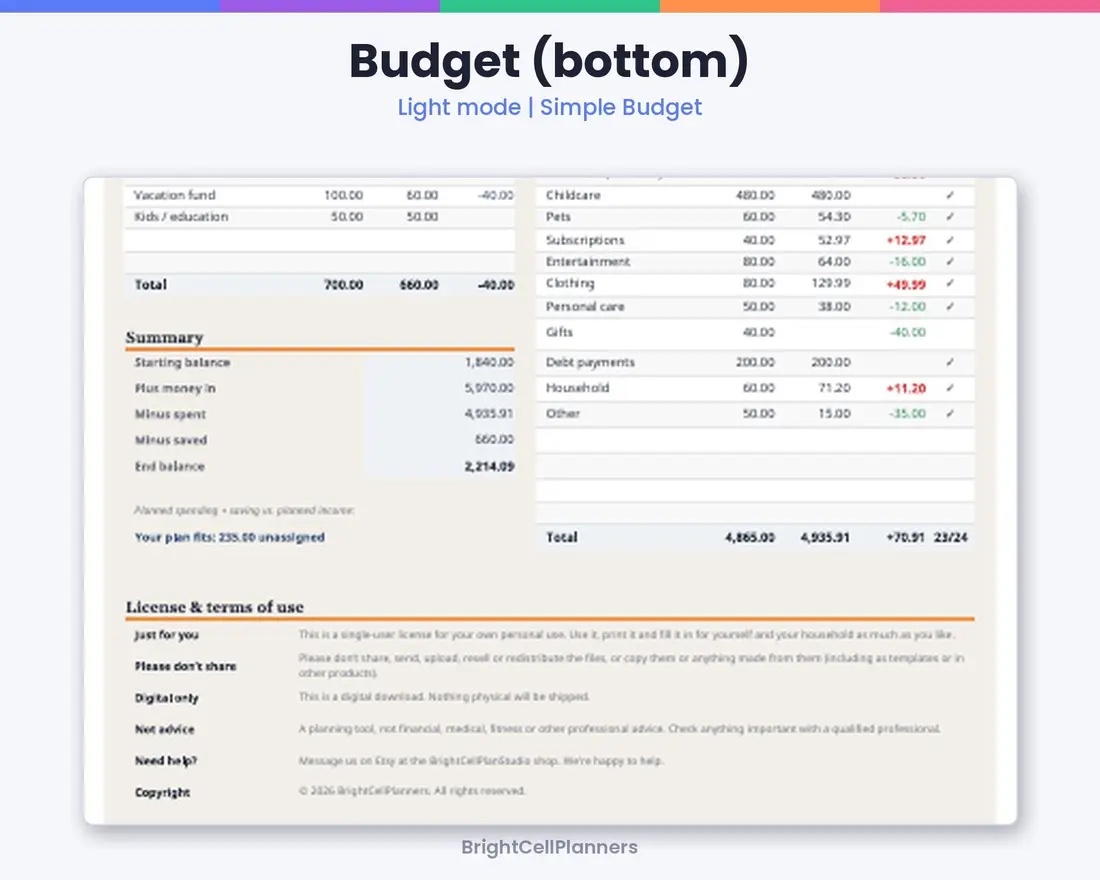 Budget (bottom)
Light mode | Simple Budget
Vacation fund 100.00 60.00 -40.00
Kids / education 50.00 50.00
Total 700.00 660.00 -40.00
Summary
Starting balance 1,840.00
Plus money in 5,970.00
Minus spent 4,935.91
Minus saved 660.00
End balance 2,214.09
Planned spending + saving vs. planned income:
Your plan fits: 235.00 unassigned
Childcare 480.00 480.00 ✓
Pets 60.00 54.30 -5.70 ✓
Subscriptions 40.00 52.97 +12.97 ✓
Entertainment 80.00 64.00 -16.00 ✓
Clothing 80.00 129.99 +49.99 ✓
Personal care 50.00 38.00 -12.00 ✓
Gifts 40.00 -40.00
Debt payments 200.00 200.00 ✓
Household 60.00 71.20 +11.20 ✓
Other 50.00 15.00 -35.00 ✓
Total 4,865.00 4,935.91 +70.91 23/24
License & terms of use
Just for you This is a single-user license for your own personal use. Use it, print it and fill it in for yourself and your household as much as you like.
Please don't share Please don't share, send, upload, resell or redistribute the files, or copy them or anything made from them (including as templates or in
other products).
Digital only This is a digital download. Nothing physical will be shipped.
Not advice A planning tool, not financial, medical, fitness or other professional advice. Check anything important with a qualified professional.
Need help? Message us on Etsy at the BrightCellPlanStudio shop. We're happy to help.
Copyright © 2026 BrightCellPlanners. All rights reserved.
BrightCellPlanners